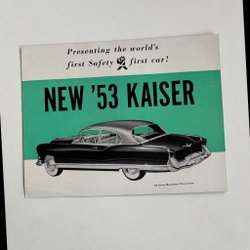 Presenting the world's
first Safety first car!
NEW '53 KAISER